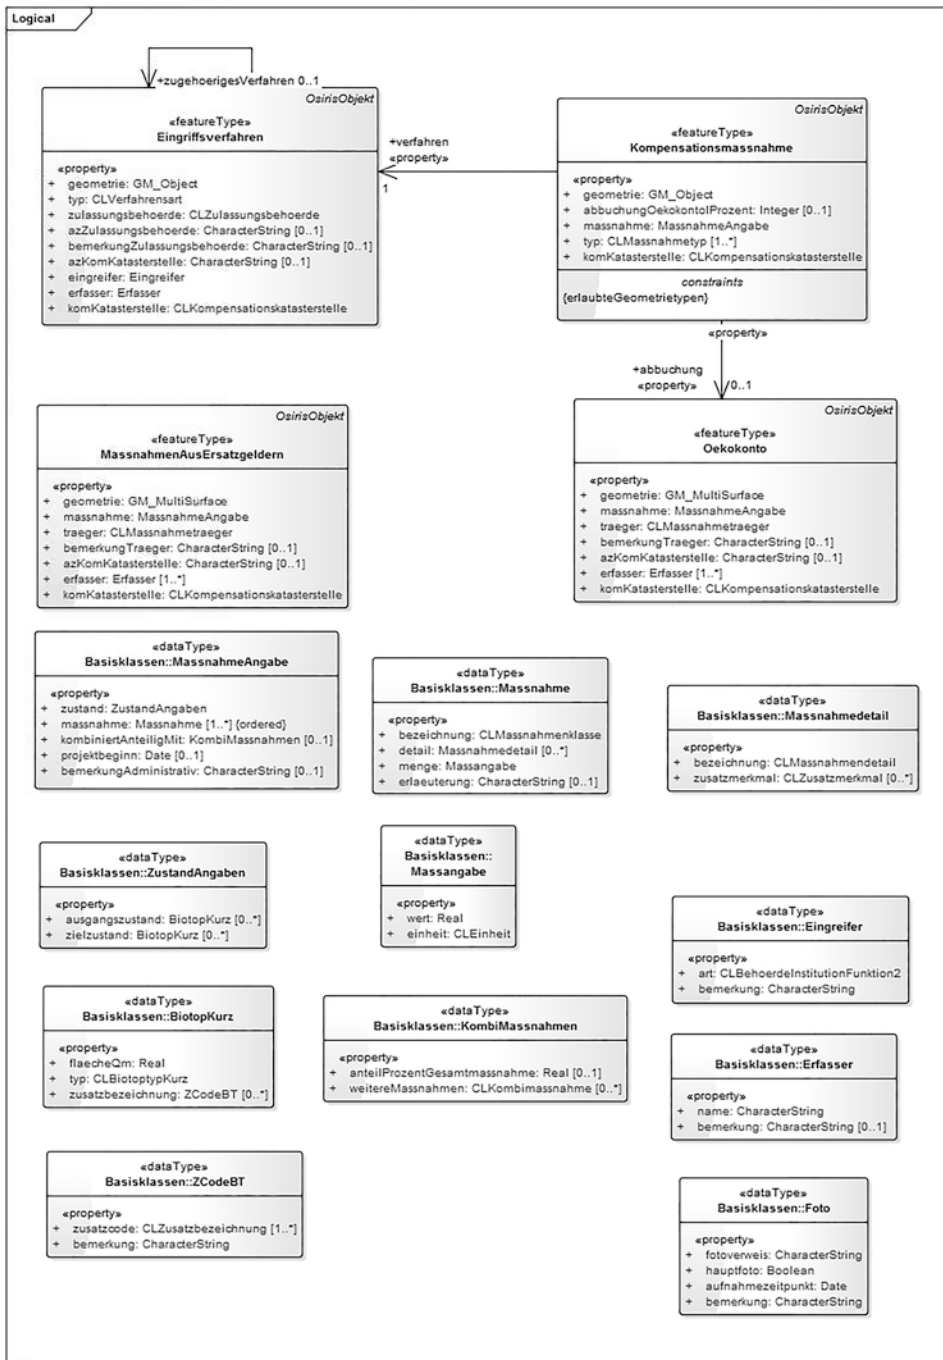 Logical
+zugehoerigesVerfahren 0..1
OsirisObjekt
«featureType»
Eingriffsverfahren
«property»
+ geometrie: GM_Object
+ typ: CLVerfahrensart
+ zulassungsbehoerde: CLZulassungsbehoerde
+ azZulassungsbehoerde: CharacterString [0..1]
+ bemerkungZulassungsbehoerde: CharacterString [0..1]
+ azKomKatasterstelle: CharacterString [0..1]
+ eingreifer: Eingreifer
+ erfasser: Erfasser
+ komKatasterstelle: CLKompensationskatasterstelle
+verfahren
«property»
1
OsirisObjekt
«featureType»
Kompensationsmassnahme
«property»
+ geometrie: GM_Object
+ abbuchungOekokontoIProzent: Integer [0..1]
+ massnahme: MassnahmeAngabe
+ typ: CLMassnahmetyp [1..*]
+ komKatasterstelle: CLKompensationskatasterstelle
constraints
{erlaubteGeometrietypen}
«property»
+abbuchung
«property»
0..1
OsirisObjekt
«featureType»
MassnahmenAusErsatzgeldern
«property»
+ geometrie: GM_MultiSurface
+ massnahme: MassnahmeAngabe
+ traeger: CLMassnahmetraeger
+ bemerkungTraeger: CharacterString [0..1]
+ azKomKatasterstelle: CharacterString [0..1]
+ erfasser: Erfasser [1..*]
+ komKatasterstelle: CLKompensationskatasterstelle
OsirisObjekt
«featureType»
Oekokonto
«property»
+ geometrie: GM_MultiSurface
+ massnahme: MassnahmeAngabe
+ traeger: CLMassnahmetraeger
+ bemerkungTraeger: CharacterString [0..1]
+ azKomKatasterstelle: CharacterString [0..1]
+ erfasser: Erfasser [1..*]
+ komKatasterstelle: CLKompensationskatasterstelle
«dataType»
Basisklassen::MassnahmeAngabe
«property»
+ zustand: ZustandAngaben
+ massnahme: Massnahme [1..*] {ordered}
+ kombiniertAnteiligMit: KombiMassnahmen [0..1]
+ projektbeginn: Date [0..1]
+ bemerkungAdministrativ: CharacterString [0..1]
«dataType»
Basisklassen::Massnahme
«property»
+ bezeichnung: CLMassnahmenklasse
+ detail: Massnahmedetail [0..*]
+ menge: Massangabe
+ erlaeuterung: CharacterString [0..1]
«dataType»
Basisklassen::Massnahmedetail
«property»
+ bezeichnung: CLMassnahmendetail
+ zusatzmerkmal: CLZusatzmerkmal [0..*]
«dataType»
Basisklassen::ZustandAngaben
«property»
+ ausgangszustand: BiotopKurz [0..*]
+ zielzustand: BiotopKurz [0..*]
«dataType»
Basisklassen::
Massangabe
«property»
+ wert: Real
+ einheit: CLEinheit
«dataType»
Basisklassen::Eingreifer
«property»
+ art: CLBehoerdeInstitutionFunktion2
+ bemerkung: CharacterString
«dataType»
Basisklassen::BiotopKurz
«property»
+ flaecheQm: Real
+ typ: CLBiotoptypKurz
+ zusatzbezeichnung: ZCodeBT [0..*]
«dataType»
Basisklassen::KombiMassnahmen
«property»
+ anteilProzentGesamtmassnahme: Real [0..1]
+ weitereMassnahmen: CLKombimassnahme [0..*]
«dataType»
Basisklassen::Erfasser
«property»
+ name: CharacterString
+ bemerkung: CharacterString [0..1]
«dataType»
Basisklassen::ZCodeBT
«property»
+ zusatzcode: CLZusatzbezeichnung [1..*]
+ bemerkung: CharacterString
«dataType»
Basisklassen::Foto
«property»
+ fotoverweis: CharacterString
+ hauptfoto: Boolean
+ aufnahmezeitpunkt: Date
+ bemerkung: CharacterString